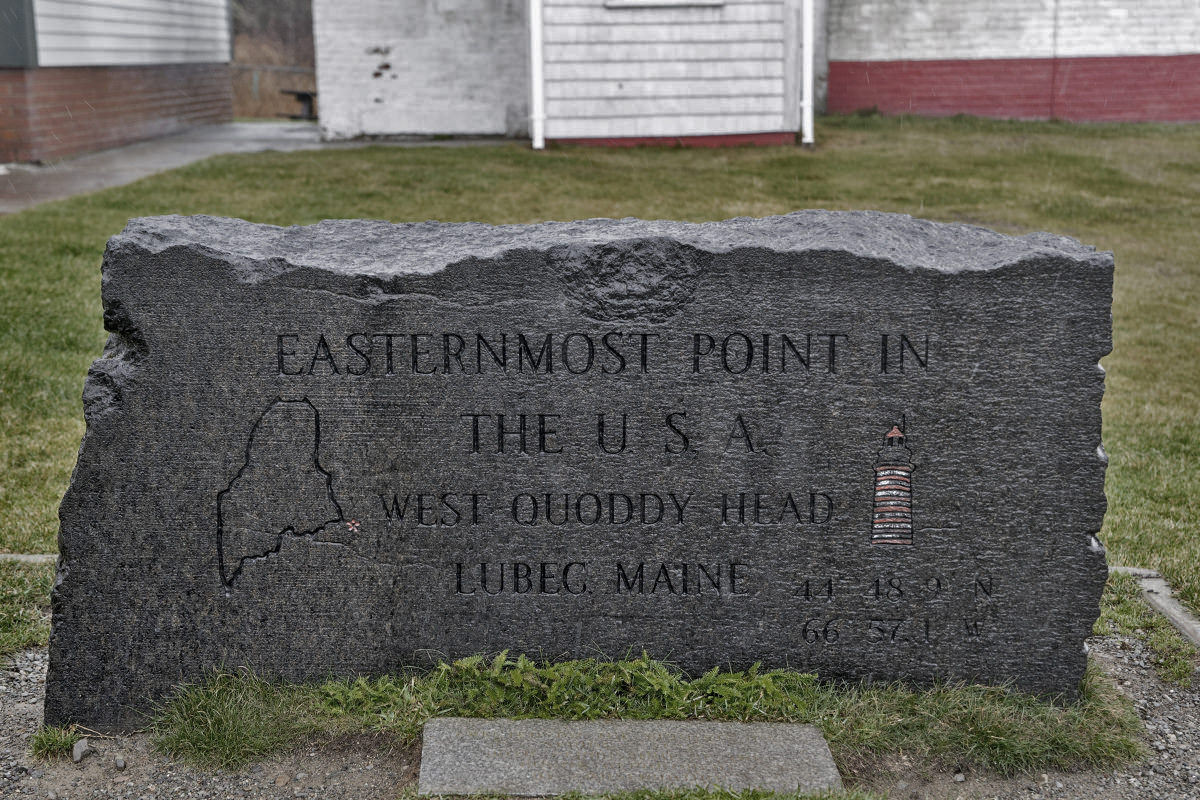 EASTERNMOST POINT IN
THE U. S. A.
WEST QUODDY HEAD
LUBEC, MAINE
44 48.9 N
66 57.1 W